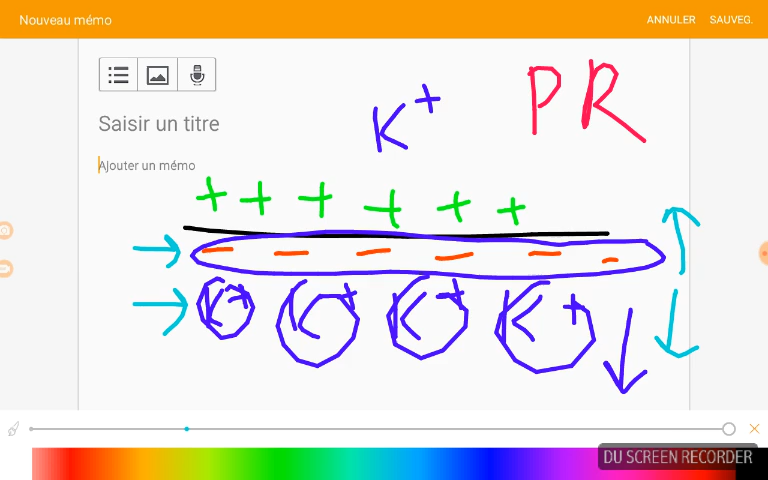 Nouveau mémo
ANNULER SAUVEG.
Saisir un titre
Ajouter un mémo
K+
PR
+ + + + + +
- - - - - -
K+ K+ K+ K+
DU SCREEN RECORDER